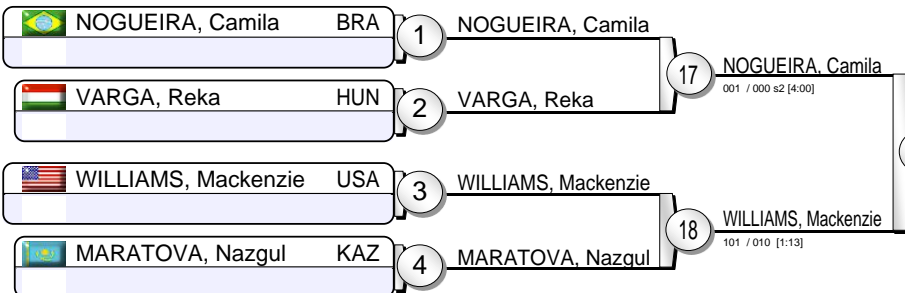 NOGUEIRA, Camila BRA
1
NOGUEIRA, Camila
17
NOGUEIRA, Camila
001 / 000 s2 [4:00]
VARGA, Reka HUN
2
VARGA, Reka
WILLIAMS, Mackenzie USA
3
WILLIAMS, Mackenzie
18
WILLIAMS, Mackenzie
101 / 010 [1:13]
MARATOVA, Nazgul KAZ
4
MARATOVA, Nazgul